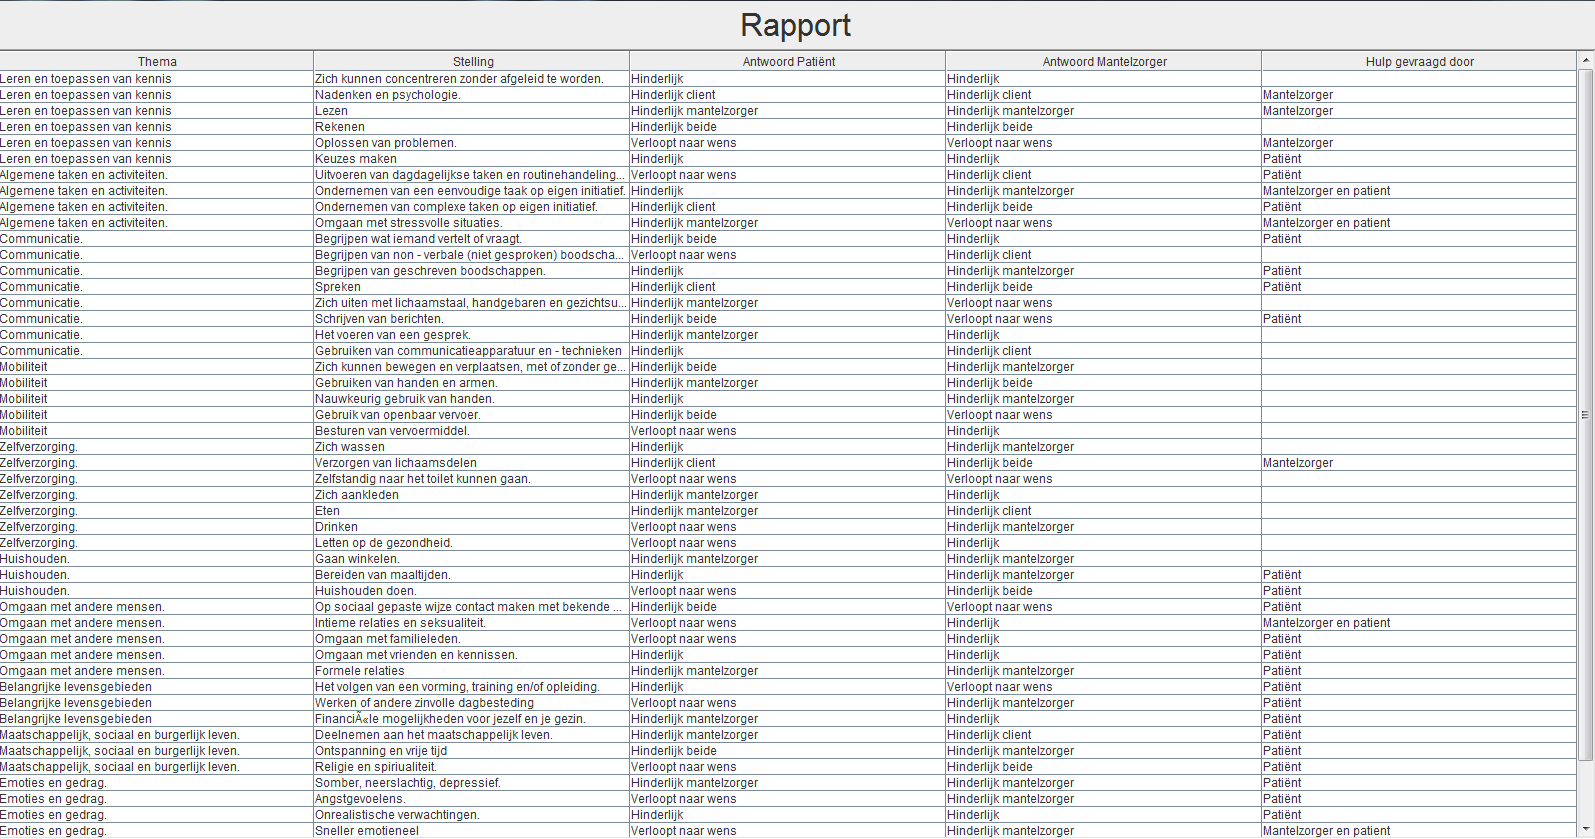 Rapport
Thema Stelling Antwoord Patiënt Antwoord Mantelzorger Hulp gevraagd door
Leren en toepassen van kennis Zich kunnen concentreren zonder afgeleid te worden. Hinderlijk Hinderlijk
Leren en toepassen van kennis Nadenken en psychologie. Hinderlijk client Hinderlijk client Mantelzorger
Leren en toepassen van kennis Lezen Hinderlijk mantelzorger Hinderlijk mantelzorger Mantelzorger
Leren en toepassen van kennis Rekenen Hinderlijk beide Hinderlijk beide
Leren en toepassen van kennis Oplossen van problemen. Verloopt naar wens Verloopt naar wens Mantelzorger
Leren en toepassen van kennis Keuzes maken Hinderlijk Hinderlijk Patiënt
Algemene taken en activiteiten. Uitvoeren van dagdagelijkse taken en routinehandeling... Verloopt naar wens Hinderlijk client Patiënt
Algemene taken en activiteiten. Ondernemen van een eenvoudige taak op eigen initiatief. Hinderlijk Hinderlijk mantelzorger Mantelzorger en patient
Algemene taken en activiteiten. Ondernemen van complexe taken op eigen initiatief. Hinderlijk client Hinderlijk beide Patiënt
Algemene taken en activiteiten. Omgaan met stressvolle situaties. Hinderlijk mantelzorger Verloopt naar wens Mantelzorger en patient
Communicatie. Begrijpen wat iemand vertelt of vraagt. Hinderlijk beide Hinderlijk Patiënt
Communicatie. Begrijpen van non - verbale (niet gesproken) boodscha... Verloopt naar wens Hinderlijk client
Communicatie. Begrijpen van geschreven boodschappen. Hinderlijk Hinderlijk mantelzorger Patiënt
Communicatie. Spreken Hinderlijk client Hinderlijk beide Patiënt
Communicatie. Zich uiten met lichaamstaal, handgebaren en gezichtsu... Hinderlijk mantelzorger Verloopt naar wens
Communicatie. Schrijven van berichten. Hinderlijk beide Verloopt naar wens Patiënt
Communicatie. Het voeren van een gesprek. Hinderlijk mantelzorger Hinderlijk
Communicatie. Gebruiken van communicatieapparatuur en - technieken Hinderlijk Hinderlijk client
Mobiliteit Zich kunnen bewegen en verplaatsen, met of zonder ge... Hinderlijk beide Hinderlijk mantelzorger
Mobiliteit Gebruiken van handen en armen. Hinderlijk mantelzorger Hinderlijk beide
Mobiliteit Nauwkeurig gebruik van handen. Hinderlijk Hinderlijk mantelzorger
Mobiliteit Gebruik van openbaar vervoer. Hinderlijk beide Verloopt naar wens
Mobiliteit Besturen van vervoermiddel. Verloopt naar wens Hinderlijk
Zelfverzorging. Zich wassen Hinderlijk Hinderlijk mantelzorger
Zelfverzorging. Verzorgen van lichaamsdelen Hinderlijk client Hinderlijk beide Mantelzorger
Zelfverzorging. Zelfstandig naar het toilet kunnen gaan. Verloopt naar wens Verloopt naar wens
Zelfverzorging. Zich aankleden Hinderlijk mantelzorger Hinderlijk
Zelfverzorging. Eten Hinderlijk mantelzorger Hinderlijk client
Zelfverzorging. Drinken Verloopt naar wens Hinderlijk mantelzorger
Zelfverzorging. Letten op de gezondheid. Verloopt naar wens Hinderlijk
Huishouden. Gaan winkelen. Hinderlijk mantelzorger Hinderlijk mantelzorger
Huishouden. Bereiden van maaltijden. Hinderlijk Hinderlijk mantelzorger Patiënt
Huishouden. Huishouden doen. Verloopt naar wens Hinderlijk beide Patiënt
Omgaan met andere mensen. Op sociaal gepaste wijze contact maken met bekende ... Hinderlijk beide Verloopt naar wens Patiënt
Omgaan met andere mensen. Intieme relaties en seksualiteit. Verloopt naar wens Hinderlijk Mantelzorger en patient
Omgaan met andere mensen. Omgaan met familieleden. Verloopt naar wens Hinderlijk Patiënt
Omgaan met andere mensen. Omgaan met vrienden en kennissen. Hinderlijk Hinderlijk Patiënt
Omgaan met andere mensen. Formele relaties Hinderlijk mantelzorger Hinderlijk mantelzorger Patiënt
Belangrijke levensgebieden Het volgen van een vorming, training en/of opleiding. Hinderlijk Verloopt naar wens Patiënt
Belangrijke levensgebieden Werken of andere zinvolle dagbesteding Verloopt naar wens Hinderlijk mantelzorger Patiënt
Belangrijke levensgebieden FinanciÃ«le mogelijkheden voor jezelf en je gezin. Hinderlijk mantelzorger Hinderlijk Patiënt
Maatschappelijk, sociaal en burgerlijk leven. Deelnemen aan het maatschappelijk leven. Hinderlijk mantelzorger Hinderlijk client Patiënt
Maatschappelijk, sociaal en burgerlijk leven. Ontspanning en vrije tijd Hinderlijk beide Hinderlijk mantelzorger Patiënt
Maatschappelijk, sociaal en burgerlijk leven. Religie en spiriualiteit. Verloopt naar wens Hinderlijk beide Patiënt
Emoties en gedrag. Somber, neerslachtig, depressief. Hinderlijk mantelzorger Hinderlijk mantelzorger Patiënt
Emoties en gedrag. Angstgevoelens. Verloopt naar wens Hinderlijk mantelzorger Patiënt
Emoties en gedrag. Onrealistische verwachtingen. Hinderlijk Hinderlijk Patiënt
Emoties en gedrag. Sneller emotieneel Verloopt naar wens Hinderlijk mantelzorger Mantelzorger en patient